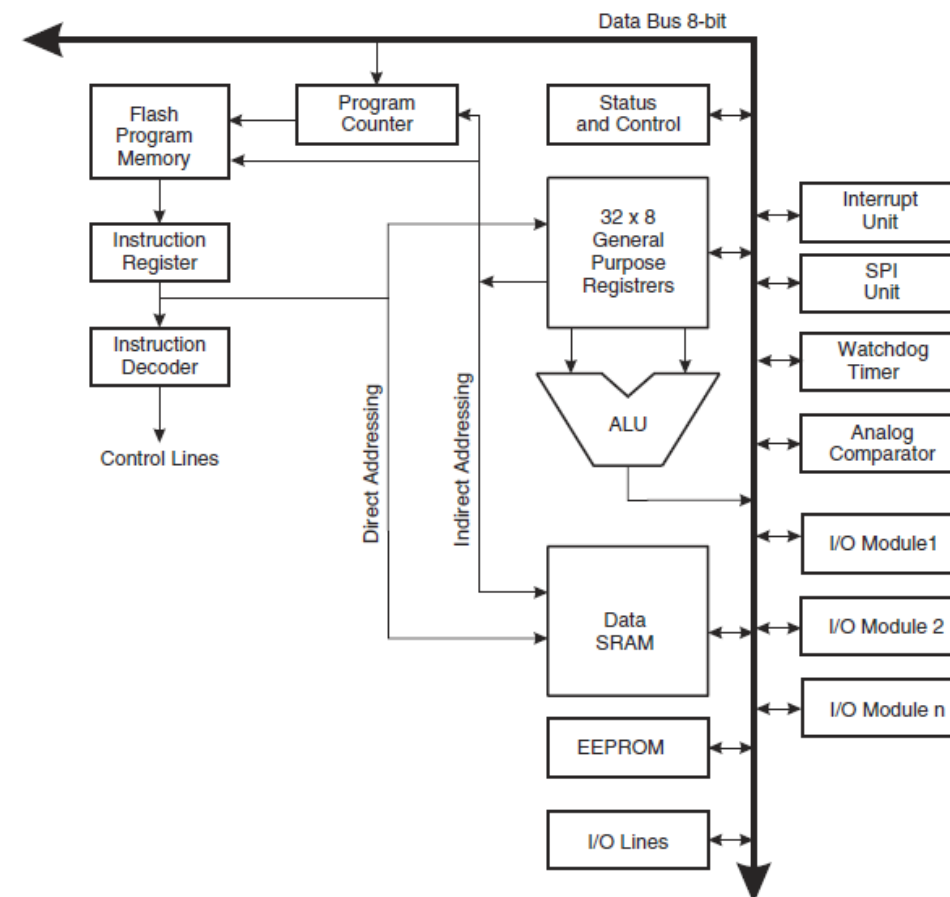 Data Bus 8-bit
Flash
Program
Memory
Program
Counter
Status
and Control
Instruction
Register
32 x 8
General
Purpose
Registrers
Interrupt
Unit
SPI
Unit
Instruction
Decoder
Watchdog
Timer
Control Lines
Direct Addressing
Indirect Addressing
ALU
Analog
Comparator
I/O Module1
Data
SRAM
I/O Module 2
I/O Module n
EEPROM
I/O Lines